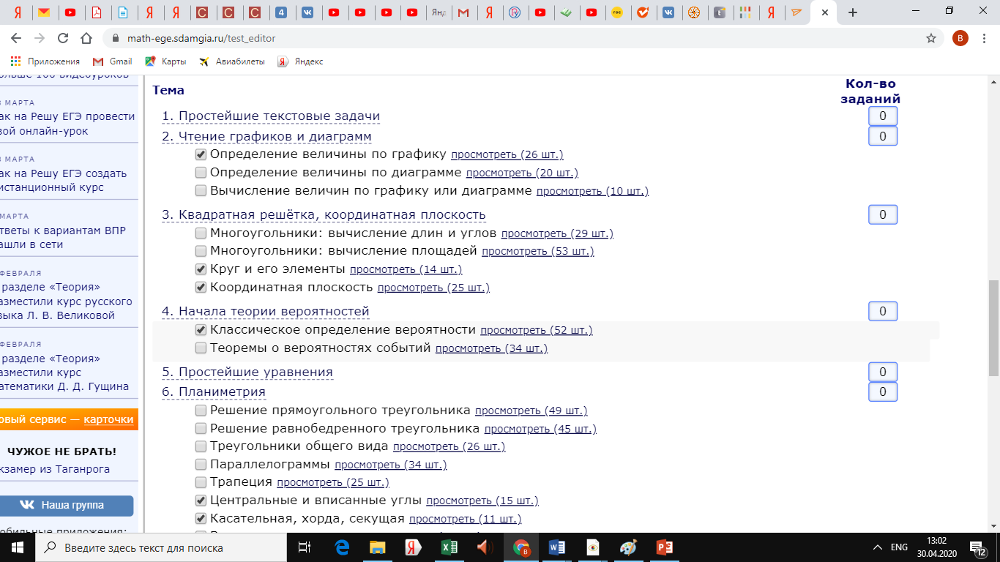 math-ege.sdamgia.ru/test_editor
Приложения Gmail Карты Авиабилеты Яндекс
МАРТА
ак на Решу ЕГЭ провести
вой онлайн-урок
МАРТА
ак на Решу ЕГЭ создать
истанционный курс
МАРТА
тветы к вариантам ВПР
ашли в сети
ФЕВРАЛЯ
разделе «Теория»
азместили курс русского
зыка Л. В. Великовой
ФЕВРАЛЯ
разделе «Теория»
азместили курс
атематики Д. Д. Гущина
овый сервис — карточки
ЧУЖОЕ НЕ БРАТЬ!
кзамер из Таганрога
Наша группа
Тема
Кол-во
заданий
1. Простейшие текстовые задачи 0
2. Чтение графиков и диаграмм 0
Определение величины по графику просмотреть (26 шт.)
Определение величины по диаграмме просмотреть (20 шт.)
Вычисление величин по графику или диаграмме просмотреть (10 шт.)
3. Квадратная решётка, координатная плоскость 0
Многоугольники: вычисление длин и углов просмотреть (29 шт.)
Многоугольники: вычисление площадей просмотреть (53 шт.)
Круг и его элементы просмотреть (14 шт.)
Координатная плоскость просмотреть (25 шт.)
4. Начала теории вероятностей 0
Классическое определение вероятности просмотреть (52 шт.)
Теоремы о вероятностях событий просмотреть (34 шт.)
5. Простейшие уравнения 0
6. Планиметрия 0
Решение прямоугольного треугольника просмотреть (49 шт.)
Решение равнобедренного треугольника просмотреть (45 шт.)
Треугольники общего вида просмотреть (26 шт.)
Параллелограммы просмотреть (34 шт.)
Трапеция просмотреть (25 шт.)
Центральные и вписанные углы просмотреть (15 шт.)
Касательная, хорда, секущая просмотреть (11 шт.)
Введите здесь текст для поиска
ENG
13:02
30.04.2020
12